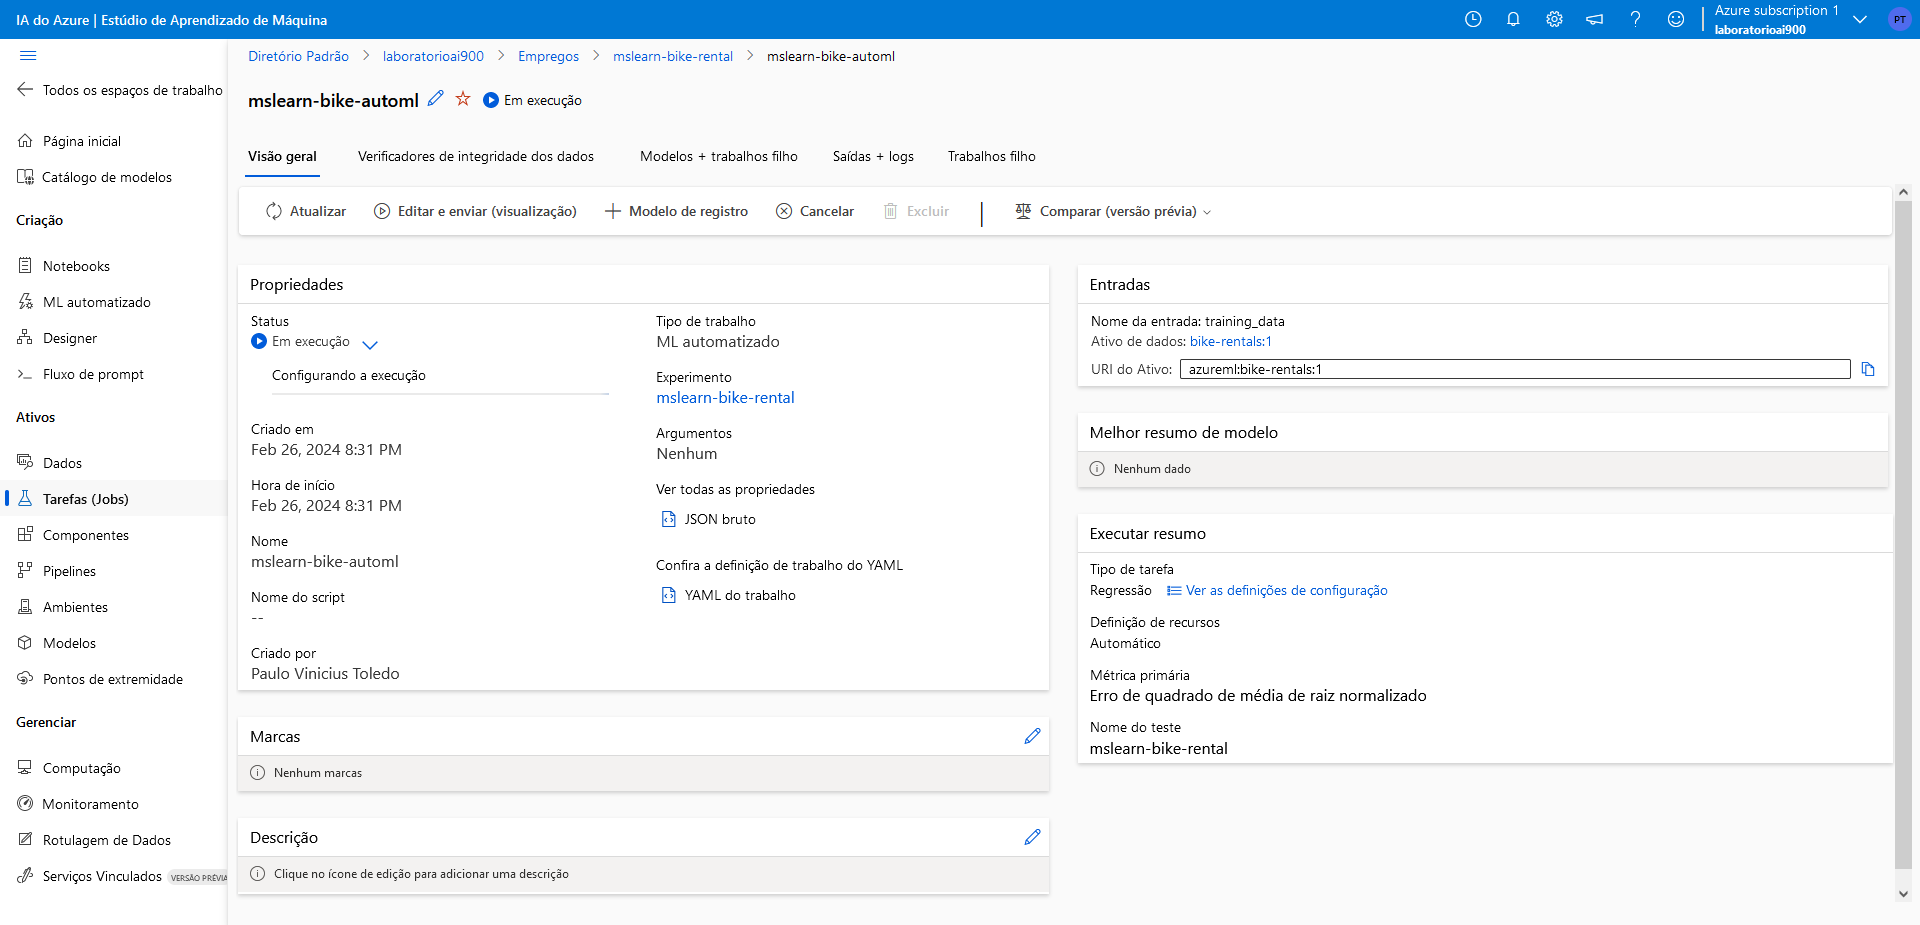 IA do Azure | Estúdio de Aprendizado de Máquina
Azure subscription 1
laboratorioai900
PT
Todos os espaços de trabalho
Página inicial
Catálogo de modelos
Criação
Notebooks
ML automatizado
Designer
Fluxo de prompt
Ativos
Dados
Tarefas (Jobs)
Componentes
Pipelines
Ambientes
Modelos
Pontos de extremidade
Gerenciar
Computação
Monitoramento
Rotulagem de Dados
Serviços Vinculados VERSÃO PRÉVIA
Diretório Padrão > laboratorioai900 > Empregos > mslearn-bike-rental > mslearn-bike-automl
mslearn-bike-automl Em execução
Visão geral Verificadores de integridade dos dados Modelos + trabalhos filho Saídas + logs Trabalhos filho
Atualizar Editar e enviar (visualização) Modelo de registro Cancelar Excluir Comparar (versão prévia)
Propriedades
Status
Em execução
Configurando a execução
Criado em
Feb 26, 2024 8:31 PM
Hora de início
Feb 26, 2024 8:31 PM
Nome
mslearn-bike-automl
Nome do script
--
Criado por
Paulo Vinicius Toledo
Tipo de trabalho
ML automatizado
Experimento
mslearn-bike-rental
Argumentos
Nenhum
Ver todas as propriedades
JSON bruto
Confira a definição de trabalho do YAML
YAML do trabalho
Marcas
Nenhum marcas
Descrição
Clique no ícone de edição para adicionar uma descrição
Entradas
Nome da entrada: training_data
Ativo de dados: bike-rentals:1
URI do Ativo: azureml:bike-rentals:1
Melhor resumo de modelo
Nenhum dado
Executar resumo
Tipo de tarefa
Regressão Ver as definições de configuração
Definição de recursos
Automático
Métrica primária
Erro de quadrado de média de raiz normalizado
Nome do teste
mslearn-bike-rental